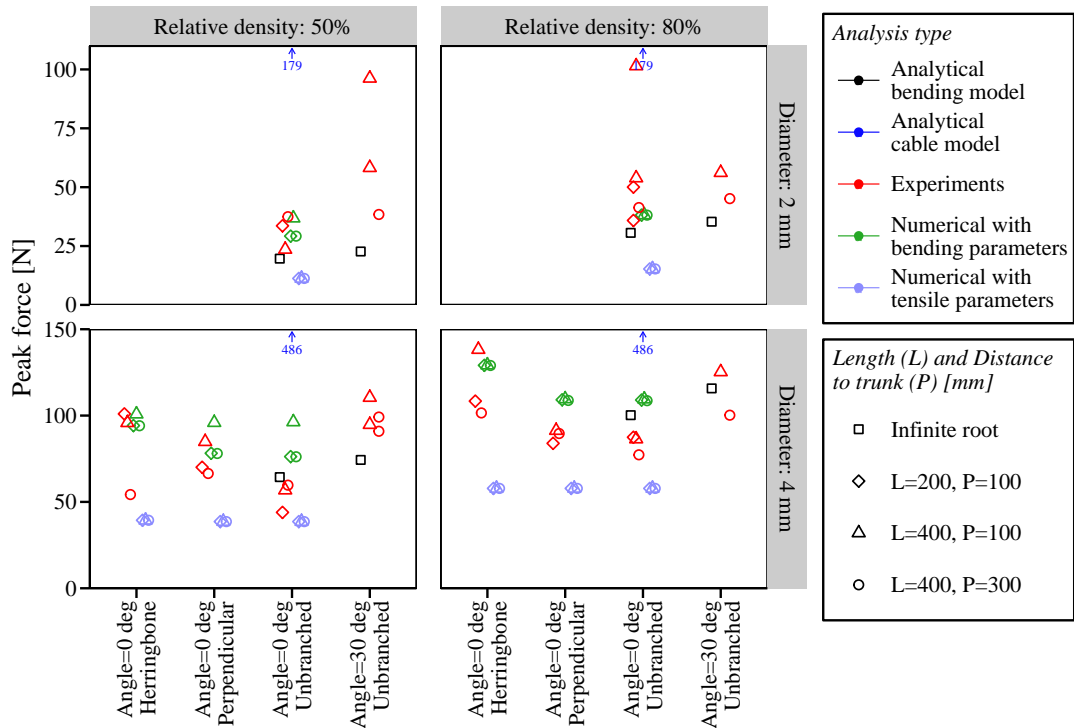 Relative density: 50%
Relative density: 80%
Peak force [N]
100
75
50
25
0
179
179
Diameter: 2 mm
150
100
50
0
486
486
Diameter: 4 mm
Angle=0 deg
Herringbone
Angle=0 deg
Perpendicular
Angle=0 deg
Unbranched
Angle=30 deg
Unbranched
Angle=0 deg
Herringbone
Angle=0 deg
Perpendicular
Angle=0 deg
Unbranched
Angle=30 deg
Unbranched
Analysis type
Analytical
bending model
Analytical
cable model
Experiments
Numerical with
bending parameters
Numerical with
tensile parameters
Length (L) and Distance
to trunk (P) [mm]
Infinite root
L=200, P=100
L=400, P=100
L=400, P=300